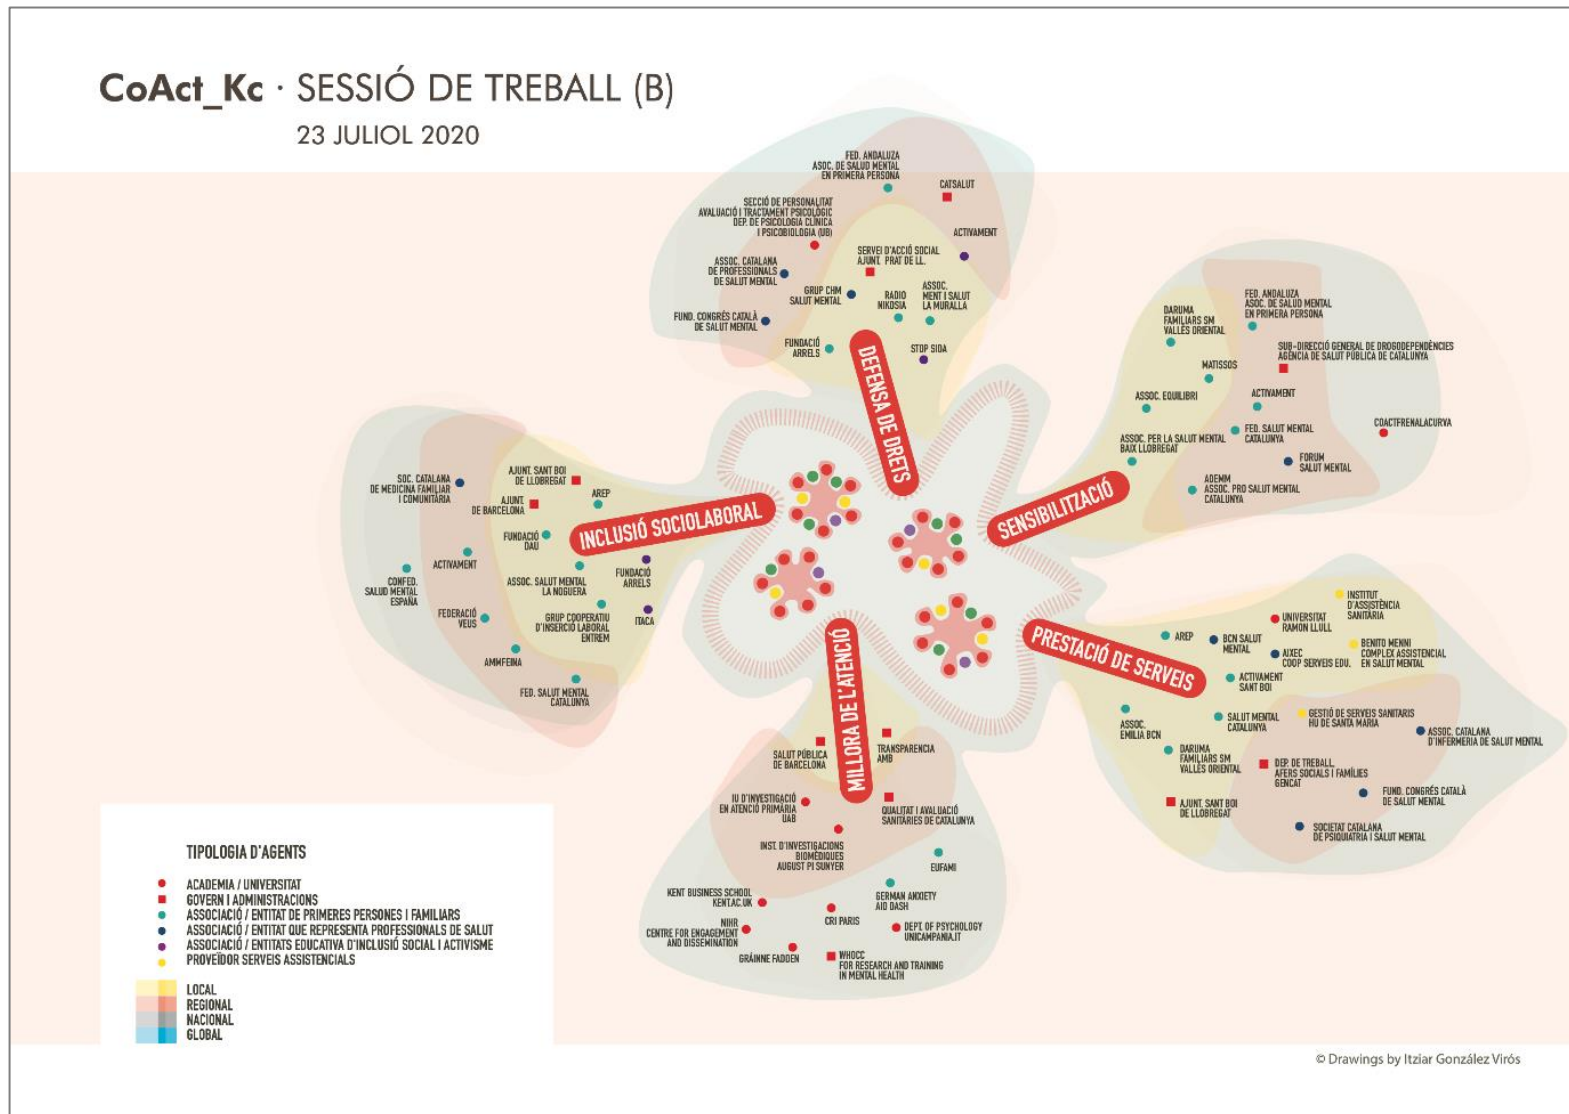 CoAct_Kc · SESSIÓ DE TREBALL (B)
23 JULIOL 2020
FED. ANDALUZA
ASOC. DE SALUD MENTAL
EN PRIMERA PERSONA
CATSALUT
SECCIÓ DE PERSONALITAT
AVALUACIÓ I TRACTAMENT PSICOLÒGIC
DEP. DE PSICOLOGIA CLÍNICA
I PSICOBIOLOGIA (UB)
ACTIVAMENT
SERVEI D'ACCIÓ SOCIAL
AJUNT. PRAT DE LL.
ASSOC. CATALANA
DE PROFESSIONALS
DE SALUT MENTAL
GRUP CHM
SALUT MENTAL
RADIO
NIKOSIA
ASSOC.
MENT I SALUT
LA MURALLA
FUND. CONGRÉS CATALÀ
DE SALUT MENTAL
FUNDACIÓ
ARRELS
STOP SIDA
DEFENSA DE DRETS
DARUMA
FAMILIARS SM
VALLÈS ORIENTAL
FED. ANDALUZA
ASOC. DE SALUD MENTAL
EN PRIMERA PERSONA
SUB-DIRECCIÓ GENERAL DE DROGODEPENDÈNCIES
AGÈNCIA DE SALUT PÚBLICA DE CATALUNYA
MATISSOS
ASSOC. EQUILIBRI
ACTIVAMENT
COACTFRENALACURVA
ASSOC. PER LA SALUT MENTAL
BAIX LLOBREGAT
FED. SALUT MENTAL
CATALUNYA
FORUM
SALUT MENTAL
ADEMM
ASSOC. PRO SALUT MENTAL
CATALUNYA
SENSIBILITZACIÓ
SOC. CATALANA
DE MEDICINA FAMILIAR
I COMUNITÀRIA
AJUNT. SANT BOI
DE LLOBREGAT
AJUNT.
DE BARCELONA
AREP
FUNDACIÓ
DAU
INCLUSIÓ SOCIOLABORAL
ACTIVAMENT
CONFED.
SALUD MENTAL
ESPAÑA
ASSOC. SALUT MENTAL
LA NOGUERA
FUNDACIÓ
ARRELS
FEDERACIÓ
VEUS
GRUP COOPERATIU
D'INSERCIÓ LABORAL
ENTREM
ITACA
AMMFEINA
FED. SALUT MENTAL
CATALUNYA
PRESTACIÓ DE SERVEIS
INSTITUT
D'ASSISTÈNCIA
SANITÀRIA
UNIVERSITAT
RAMON LLULL
AREP
BCN SALUT
MENTAL
AIXEC
COOP SERVEIS EDU.
BENITO MENNI
COMPLEX ASSISTENCIAL
EN SALUT MENTAL
ACTIVAMENT
SANT BOI
ASSOC.
EMILIA BCN
SALUT MENTAL
CATALUNYA
GESTIÓ DE SERVEIS SANITARIS
HU DE SANTA MARIA
ASSOC. CATALANA
D'INFERMERIA DE SALUT MENTAL
DARUMA
FAMILIARS SM
VALLÈS ORIENTAL
DEP. DE TREBALL,
AFERS SOCIALS I FAMÍLIES
GENCAT
FUND. CONGRÉS CATALÀ
DE SALUT MENTAL
AJUNT. SANT BOI
DE LLOBREGAT
SOCIETAT CATALANA
DE PSIQUIATRIA I SALUT MENTAL
MILLORA DE L'ATENCIÓ
SALUT PÚBLICA
DE BARCELONA
TRANSPARENCIA
AMB
IU D'INVESTIGACIÓ
EN ATENCIÓ PRIMÀRIA
UAB
QUALITAT I AVALUACIÓ
SANITÀRIES DE CATALUNYA
INST. D'INVESTIGACIONS
BIOMÈDIQUES
AUGUST PI SUNYER
EUFAMI
GERMAN ANXIETY
AID DASH
KENT BUSINESS SCHOOL
KENT.AC.UK
CRI PARIS
NIHR
CENTRE FOR ENGAGEMENT
AND DISSEMINATION
DEPT. OF PSYCHOLOGY
UNICAMPANIA.IT
GRÁINNE FADDEN
WHOCC
FOR RESEARCH AND TRAINING
IN MENTAL HEALTH
TIPOLOGIA D'AGENTS
ACADEMIA / UNIVERSITAT
GOVERN I ADMINISTRACIONS
ASSOCIACIÓ / ENTITAT DE PRIMERES PERSONES I FAMILIARS
ASSOCIACIÓ / ENTITAT QUE REPRESENTA PROFESSIONALS DE SALUT
ASSOCIACIÓ / ENTITATS EDUCATIVA D'INCLUSIÓ SOCIAL I ACTIVISME
PROVEÏDOR SERVEIS ASSISTENCIALS
LOCAL
REGIONAL
NACIONAL
GLOBAL
© Drawings by Itziar González Virós